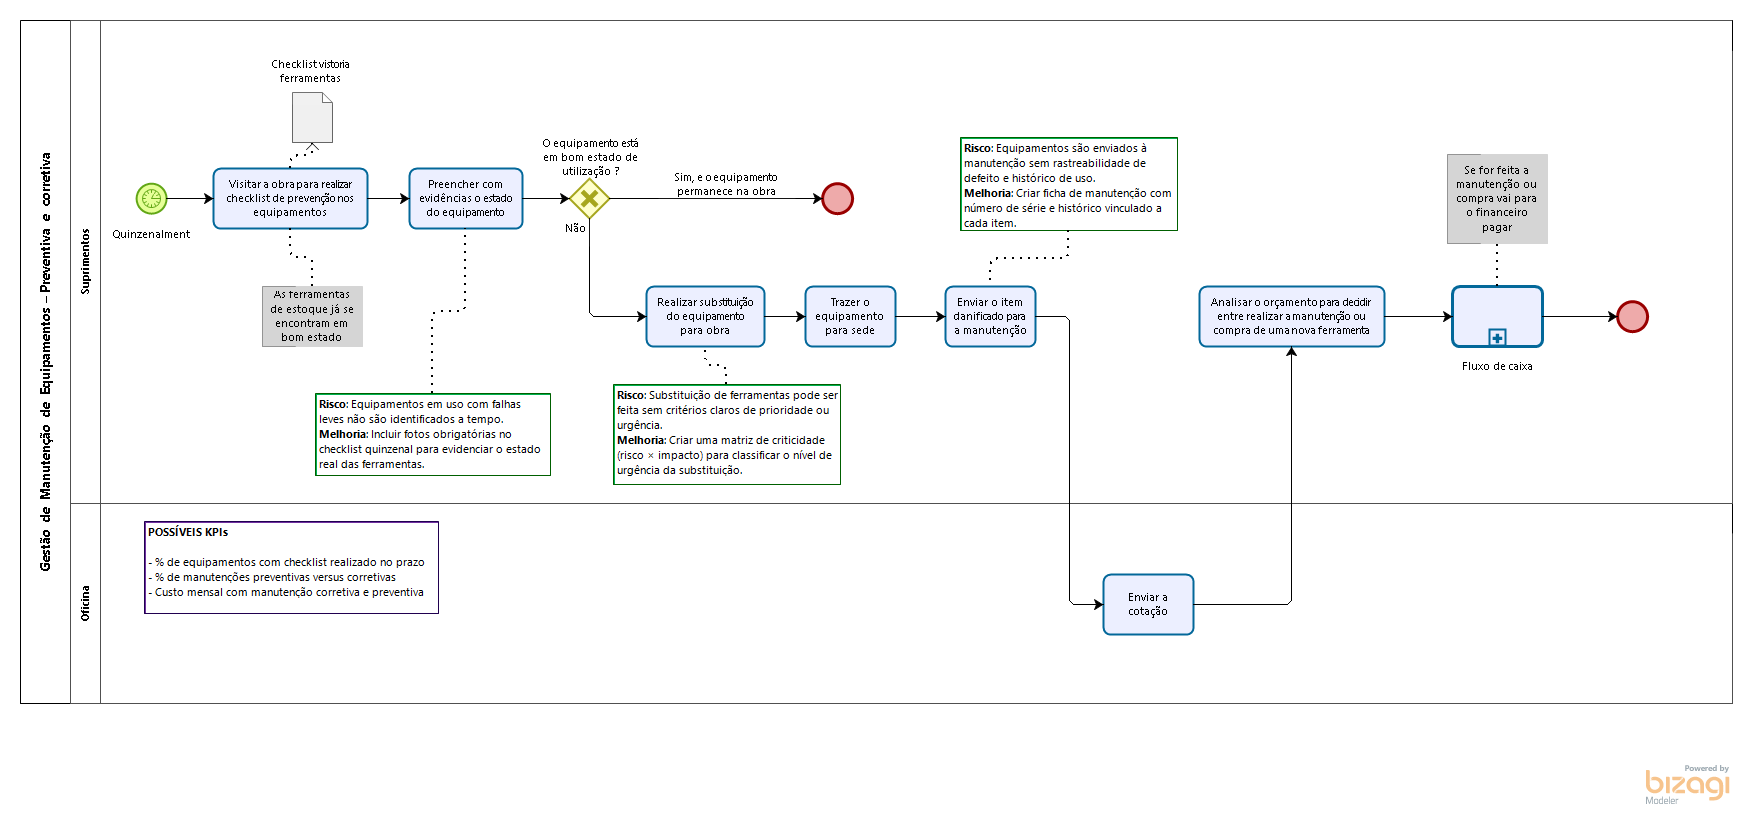 Gestão de Manutenção de Equipamentos – Preventiva e corretiva
Suprimentos
Checklist vistoria
ferramentas
Quinzenalment
Visitar a obra para realizar
checklist de prevenção nos
equipamentos
As ferramentas
de estoque já se
encontram em
bom estado
Preencher com
evidências o estado
do equipamento
Risco: Equipamentos em uso com falhas
leves não são identificados a tempo.
Melhoria: Incluir fotos obrigatórias no
checklist quinzenal para evidenciar o estado
real das ferramentas.
O equipamento está
em bom estado de
utilização ?
Sim, e o equipamento
permanece na obra
Não
Realizar substituição
do equipamento
para obra
Risco: Substituição de ferramentas pode ser
feita sem critérios claros de prioridade ou
urgência.
Melhoria: Criar uma matriz de criticidade
(risco × impacto) para classificar o nível de
urgência da substituição.
Trazer o
equipamento
para sede
Enviar o item
danificado para
a manutenção
Risco: Equipamentos são enviados à
manutenção sem rastreabilidade de
defeito e histórico de uso.
Melhoria: Criar ficha de manutenção com
número de série e histórico vinculado a
cada item.
Analisar o orçamento para decidir
entre realizar a manutenção ou
compra de uma nova ferramenta
Se for feita a
manutenção ou
compra vai para
o financeiro
pagar
Fluxo de caixa
Oficina
POSSÍVEIS KPIs
- % de equipamentos com checklist realizado no prazo
- % de manutenções preventivas versus corretivas
- Custo mensal com manutenção corretiva e preventiva
Enviar a
cotação
Powered by
bizagi
Modeler